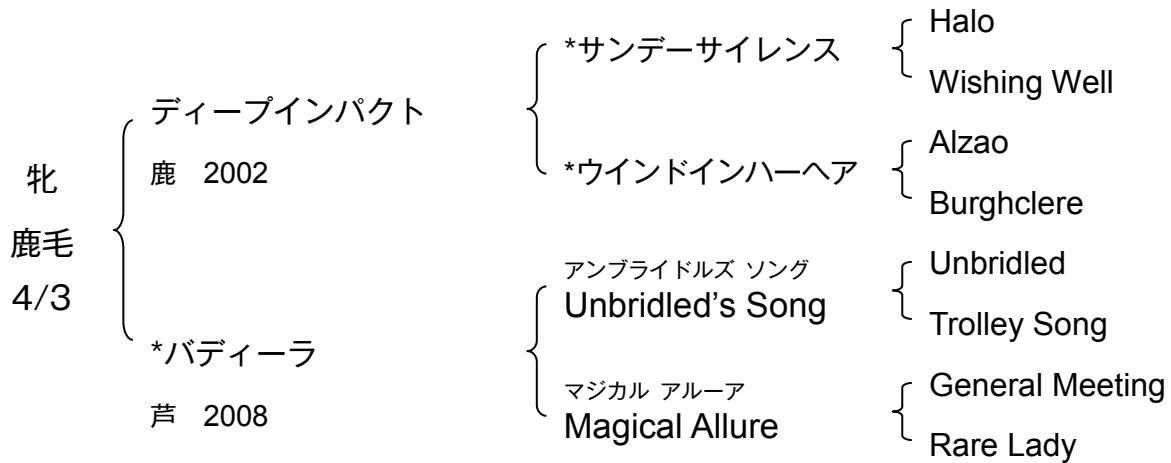 牝
鹿毛
4/3
ディープインパクト
鹿 2002
*バディーラ
芦 2008
*サンデーサイレンス
*ウインドインハーヘア
アンブライドルズ ソング
Unbridled’s Song
マジカル アルーア
Magical Allure
Halo
Wishing Well
Alzao
Burghclere
Unbridled
Trolley Song
General Meeting
Rare Lady